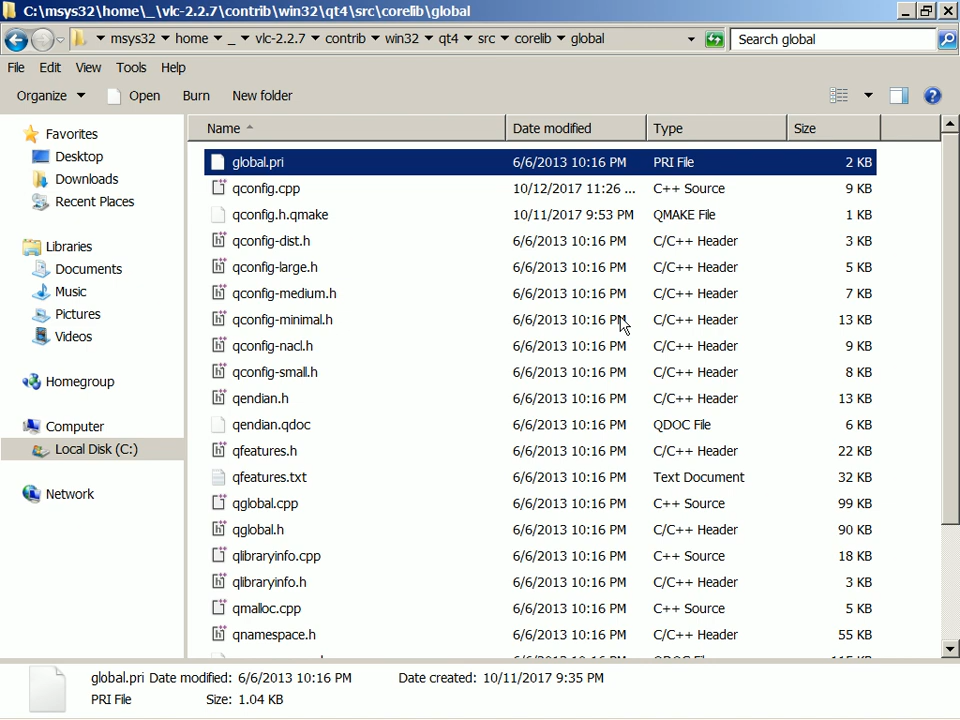 C:\msys32\home\_\vlc-2.2.7\contrib\win32\qt4\src\corelib\global
msys32 home _ vlc-2.2.7 contrib win32 qt4 src corelib global Search global
File Edit View Tools Help
Organize Open Burn New folder
Favorites
Desktop
Downloads
Recent Places
Libraries
Documents
Music
Pictures
Videos
Homegroup
Computer
Local Disk (C:)
Network
Name Date modified Type Size
global.pri 6/6/2013 10:16 PM PRI File 2 KB
qconfig.cpp 10/12/2017 11:26 ... C++ Source 9 KB
qconfig.h.qmake 10/11/2017 9:53 PM QMAKE File 1 KB
qconfig-dist.h 6/6/2013 10:16 PM C/C++ Header 3 KB
qconfig-large.h 6/6/2013 10:16 PM C/C++ Header 5 KB
qconfig-medium.h 6/6/2013 10:16 PM C/C++ Header 7 KB
qconfig-minimal.h 6/6/2013 10:16 PM C/C++ Header 13 KB
qconfig-nacl.h 6/6/2013 10:16 PM C/C++ Header 9 KB
qconfig-small.h 6/6/2013 10:16 PM C/C++ Header 8 KB
qendian.h 6/6/2013 10:16 PM C/C++ Header 13 KB
qendian.qdoc 6/6/2013 10:16 PM QDOC File 6 KB
qfeatures.h 6/6/2013 10:16 PM C/C++ Header 22 KB
qfeatures.txt 6/6/2013 10:16 PM Text Document 32 KB
qglobal.cpp 6/6/2013 10:16 PM C++ Source 99 KB
qglobal.h 6/6/2013 10:16 PM C/C++ Header 90 KB
qlibraryinfo.cpp 6/6/2013 10:16 PM C++ Source 18 KB
qlibraryinfo.h 6/6/2013 10:16 PM C/C++ Header 3 KB
qmalloc.cpp 6/6/2013 10:16 PM C++ Source 5 KB
qnamespace.h 6/6/2013 10:16 PM C/C++ Header 55 KB
global.pri Date modified: 6/6/2013 10:16 PM Date created: 10/11/2017 9:35 PM
PRI File Size: 1.04 KB